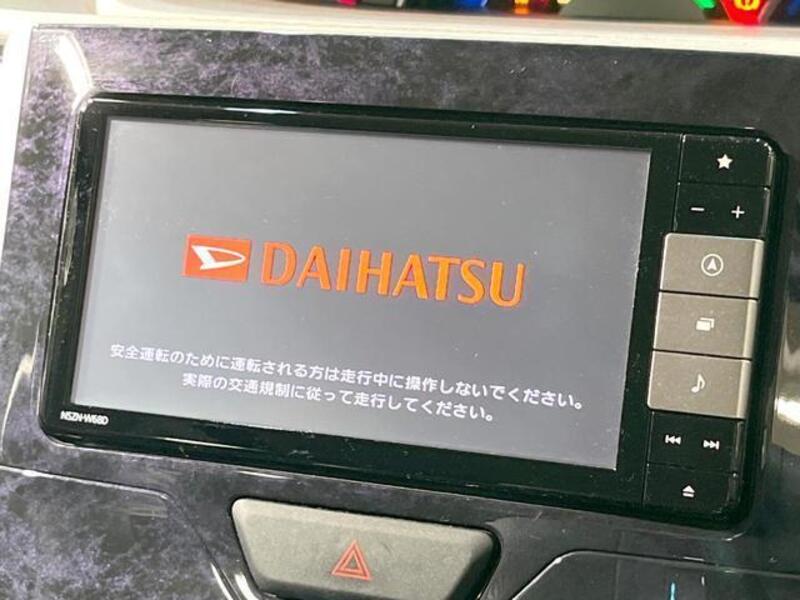 DAIHATSU
安全運転のために運転される方は走行中に操作しないでください。
実際の交通規制に従って走行してください。
NSZN-W68D